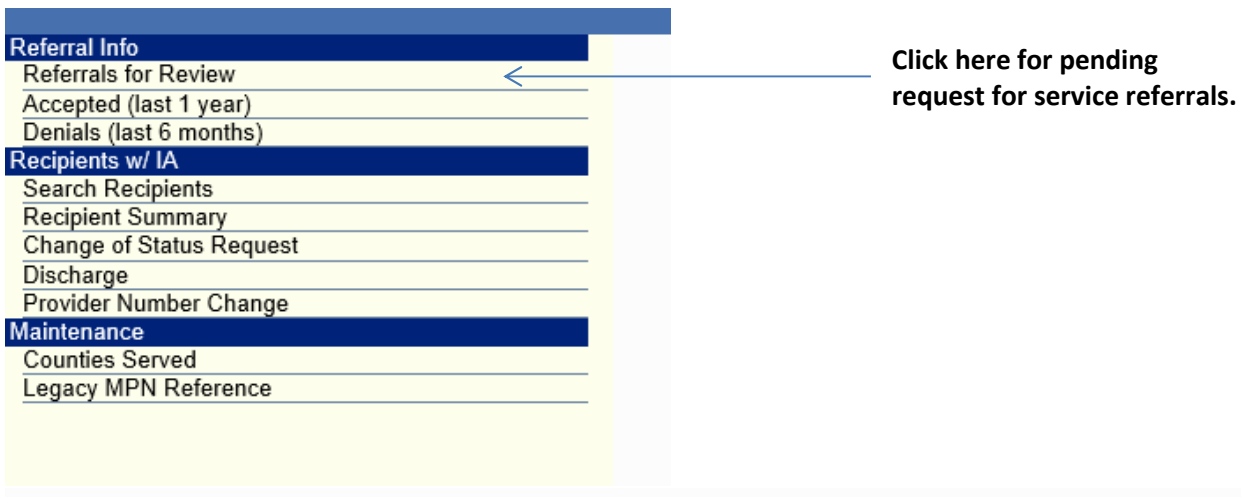 Referral Info
Referrals for Review
Accepted (last 1 year)
Denials (last 6 months)
Recipients w/ IA
Search Recipients
Recipient Summary
Change of Status Request
Discharge
Provider Number Change
Maintenance
Counties Served
Legacy MPN Reference
Click here for pending
request for service referrals.